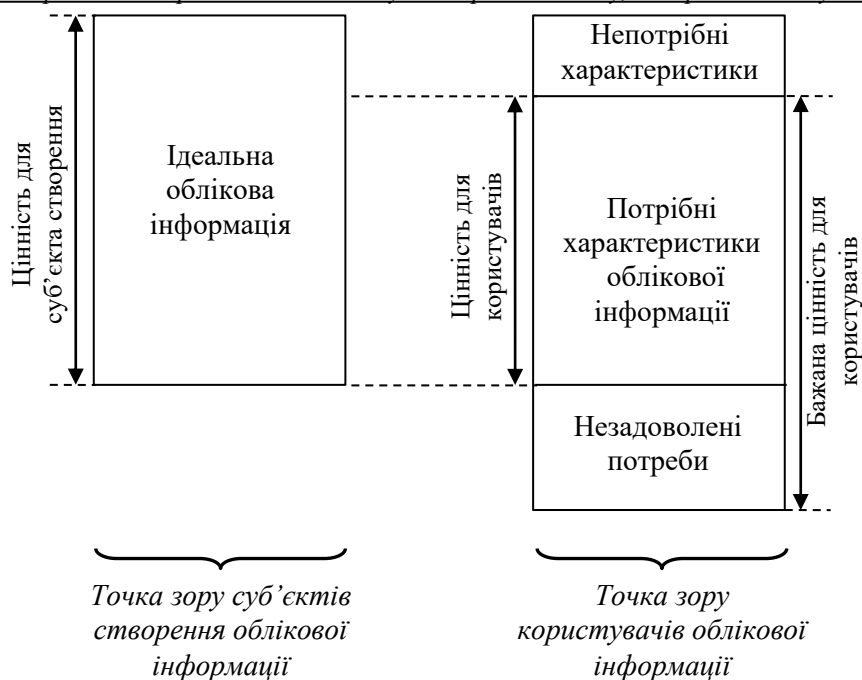 Цінність для
суб’єкта створення
Ідеальна
облікова
інформація
Цінність для
користувачів
Непотрібні
характеристики
Потрібні
характеристики
облікової
інформації
Незадоволені
потреби
Бажана цінність для
користувачів
Точка зору суб’єктів
створення облікової
інформації
Точка зору
користувачів облікової
інформації